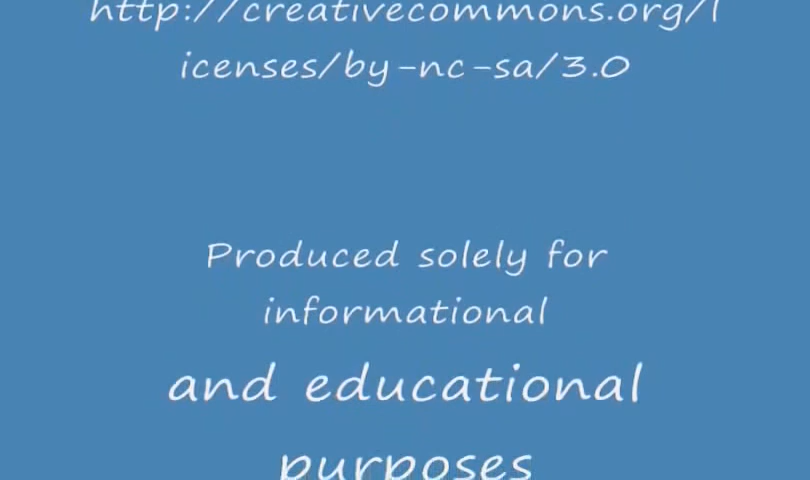 http://creativecommons.org/l
icenses/by-nc-sa/3.0
Produced solely for
informational
and educational
purposes